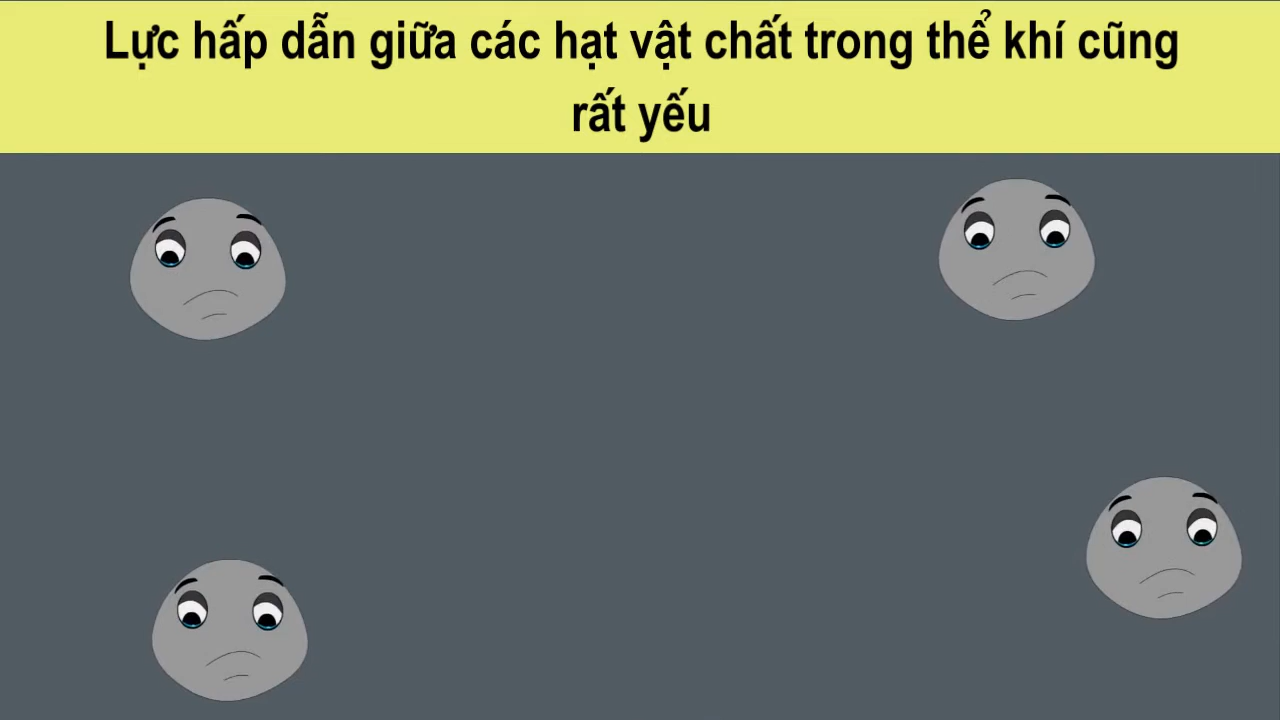 Lực hấp dẫn giữa các hạt vật chất trong thể khí cũng
rất yếu